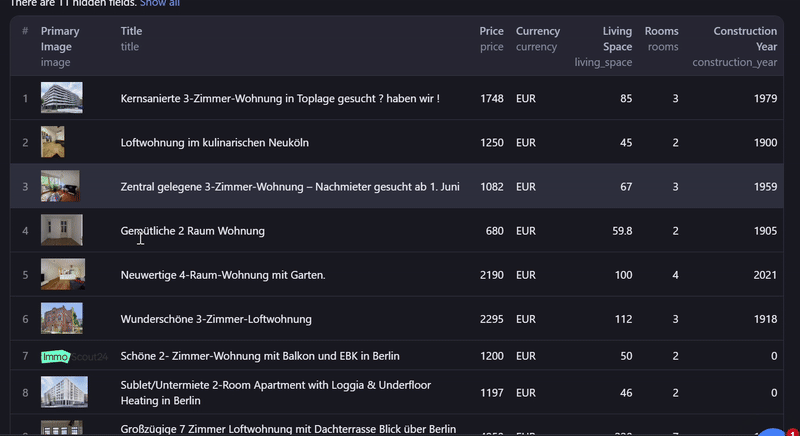 There are 11 hidden fields. Show all
# Primary Image Title Price Currency Living Space Rooms Construction Year
image title price currency living_space rooms construction_year
1 Kernsanierte 3-Zimmer-Wohnung in Toplage gesucht ? haben wir ! 1748 EUR 85 3 1979
2 Loftwohnung im kulinarischen Neuköln 1250 EUR 45 2 1900
3 Zentral gelegene 3-Zimmer-Wohnung – Nachmieter gesucht ab 1. Juni 1082 EUR 67 3 1959
4 Gemütliche 2 Raum Wohnung 680 EUR 59.8 2 1905
5 Neuwertige 4-Raum-Wohnung mit Garten. 2190 EUR 100 4 2021
6 Wunderschöne 3-Zimmer-Loftwohnung 2295 EUR 112 3 1918
7 ImmoScout24 Schöne 2- Zimmer-Wohnung mit Balkon und EBK in Berlin 1200 EUR 50 2 0
8 Sublet/Untermiete 2-Room Apartment with Loggia & Underfloor
Heating in Berlin 1197 EUR 46 2 0
Großzügige 7 Zimmer Loftwohnung mit Dachterrasse Blick über Berlin
1